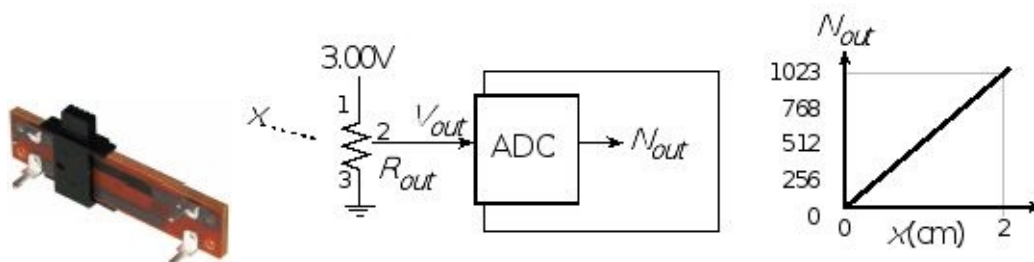 3.00V
1
x
2
V_out
R_out
3
ADC
N_out
N_out
1023
768
512
256
0
0
x(cm)
2